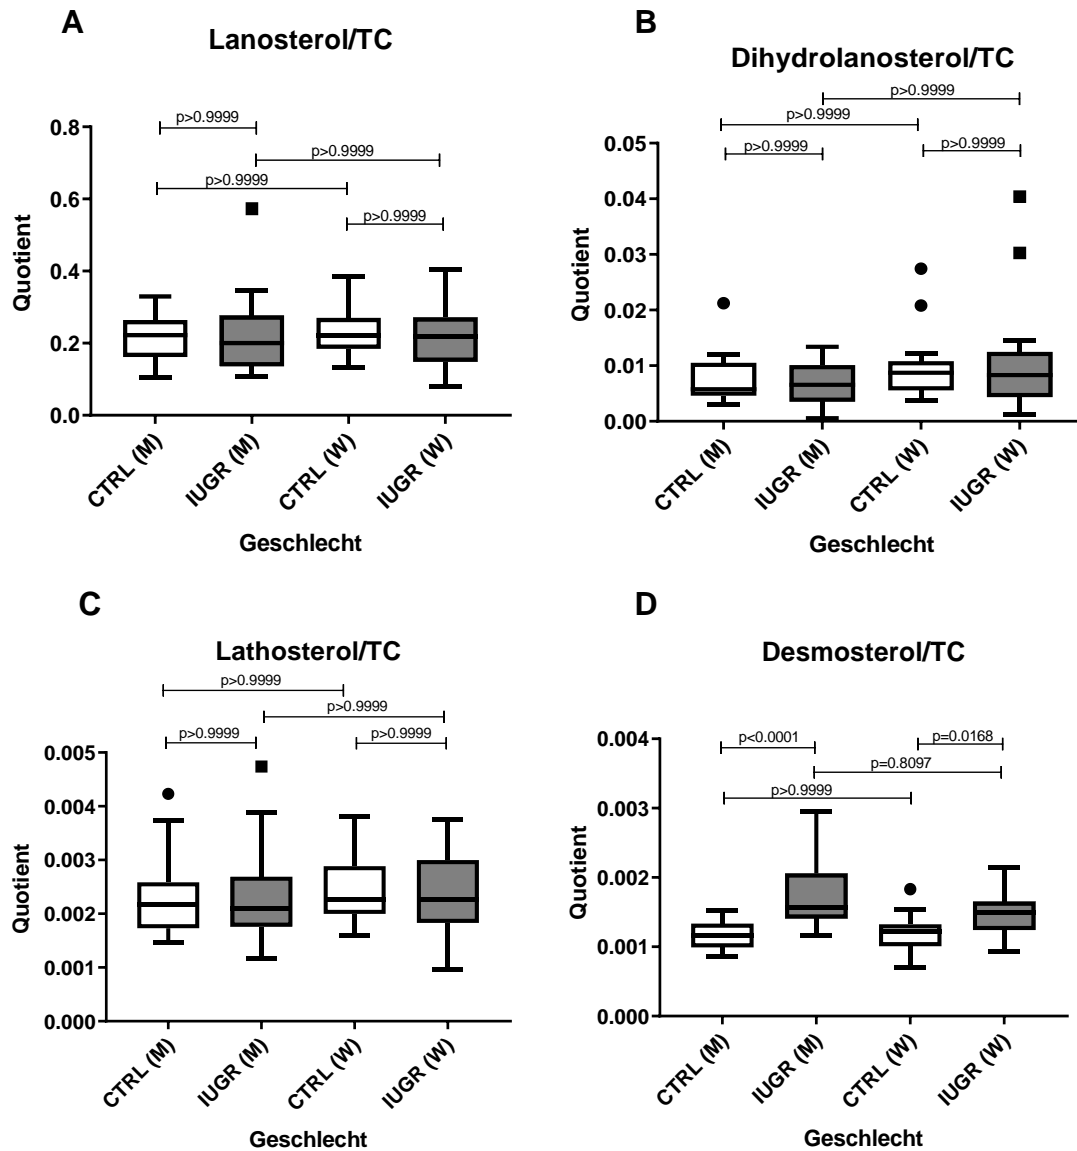 A
Lanosterol/TC
p>0.9999
p>0.9999
p>0.9999
p>0.9999
0.8
0.6
0.4
0.2
0.0
Quotient
CTRL (M)
IUGR (M)
CTRL (W)
IUGR (W)
Geschlecht
B
Dihydrolanosterol/TC
p>0.9999
p>0.9999
p>0.9999
p>0.9999
0.05
0.04
0.03
0.02
0.01
0.00
Quotient
CTRL (M)
IUGR (M)
CTRL (W)
IUGR (W)
Geschlecht
C
Lathosterol/TC
p>0.9999
p>0.9999
p>0.9999
p>0.9999
0.005
0.004
0.003
0.002
0.001
0.000
Quotient
CTRL (M)
IUGR (M)
CTRL (W)
IUGR (W)
Geschlecht
D
Desmosterol/TC
p<0.0001
p=0.0168
p=0.8097
p>0.9999
0.004
0.003
0.002
0.001
0.000
Quotient
CTRL (M)
IUGR (M)
CTRL (W)
IUGR (W)
Geschlecht